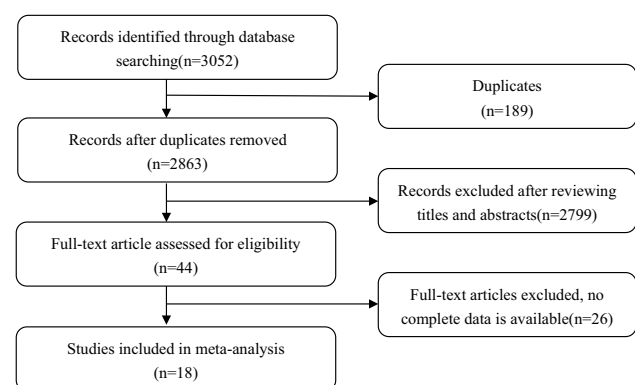 Records identified through database
searching(n=3052)
Duplicates
(n=189)
Records after duplicates removed
(n=2863)
Records excluded after reviewing
titles and abstracts(n=2799)
Full-text article assessed for eligibility
(n=44)
Full-text articles excluded, no
complete data is available(n=26)
Studies included in meta-analysis
(n=18)